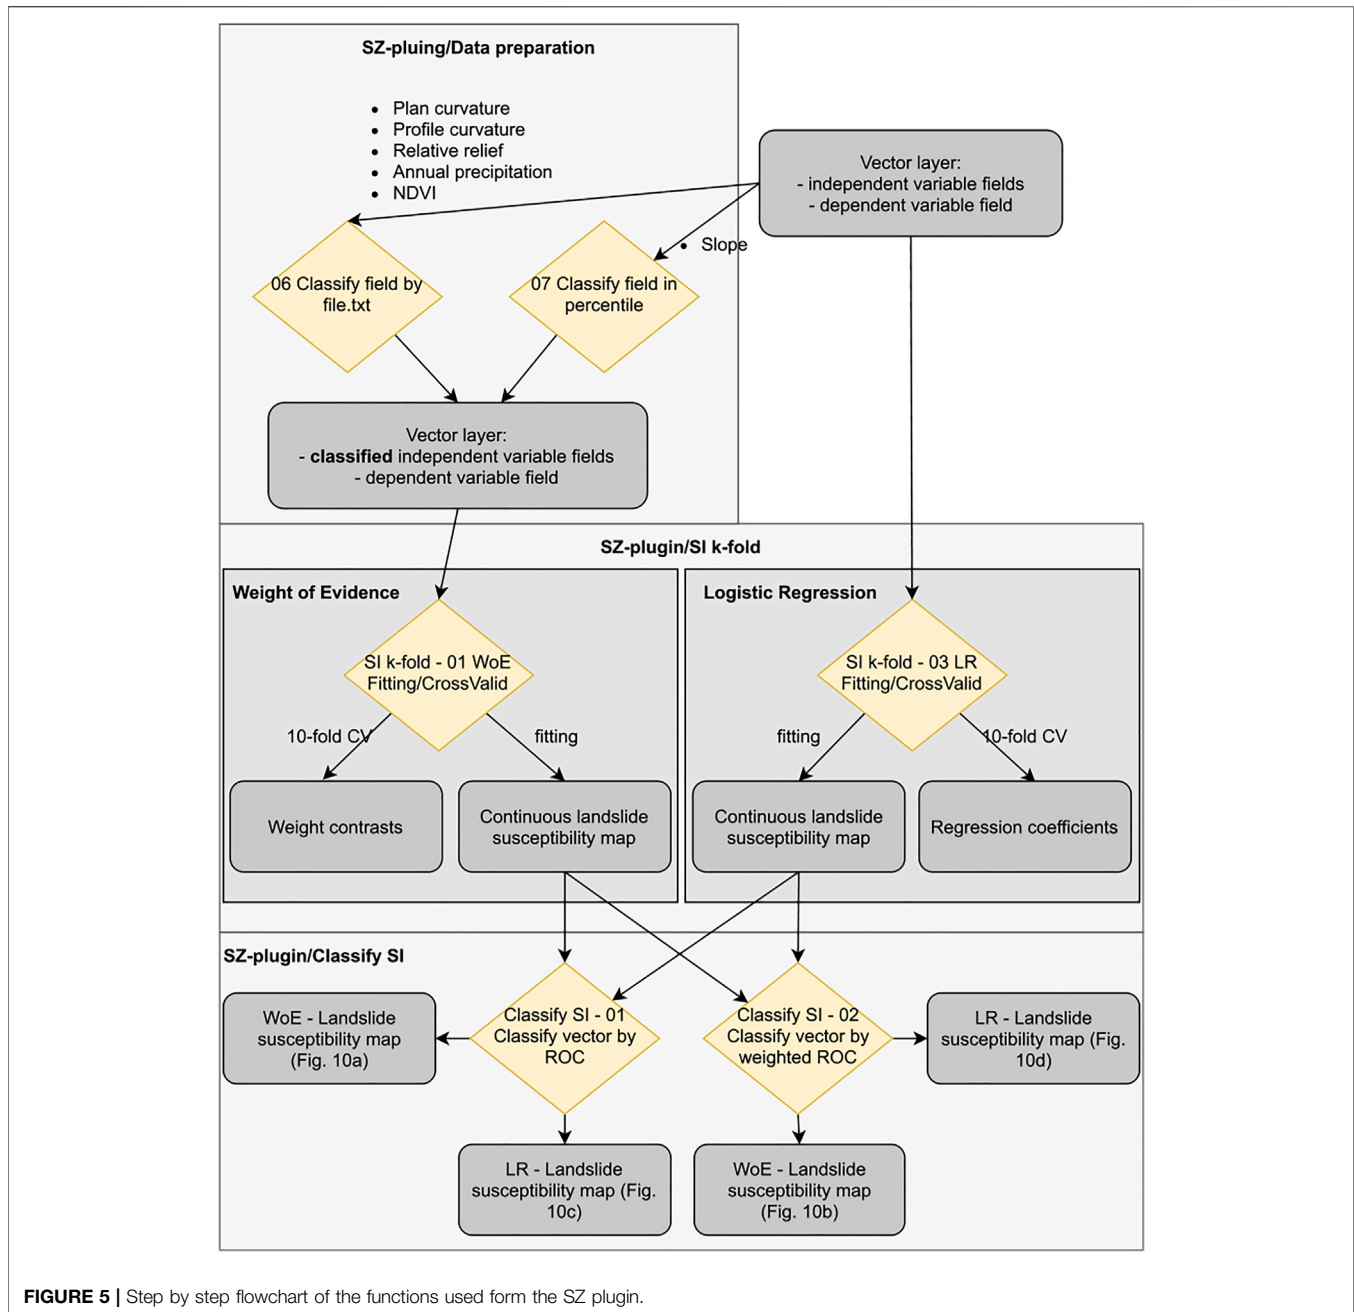 SZ-pluing/Data preparation
• Plan curvature
• Profile curvature
• Relative relief
• Annual precipitation
• NDVI
Vector layer:
- independent variable fields
- dependent variable field
• Slope
06 Classify field by
file.txt
07 Classify field in
percentile
Vector layer:
- classified independent variable fields
- dependent variable field
SZ-plugin/SI k-fold
Weight of Evidence
Logistic Regression
SI k-fold - 01 WoE
Fitting/CrossValid
SI k-fold - 03 LR
Fitting/CrossValid
10-fold CV
fitting
fitting
10-fold CV
Weight contrasts
Continuous landslide
susceptibility map
Continuous landslide
susceptibility map
Regression coefficients
SZ-plugin/Classify SI
WoE - Landslide
susceptibility map
(Fig. 10a)
Classify SI - 01
Classify vector by
ROC
Classify SI - 02
Classify vector by
weighted ROC
LR - Landslide
susceptibility map (Fig.
10d)
LR - Landslide
susceptibility map (Fig.
10c)
WoE - Landslide
susceptibility map
(Fig. 10b)
FIGURE 5 | Step by step flowchart of the functions used form the SZ plugin.